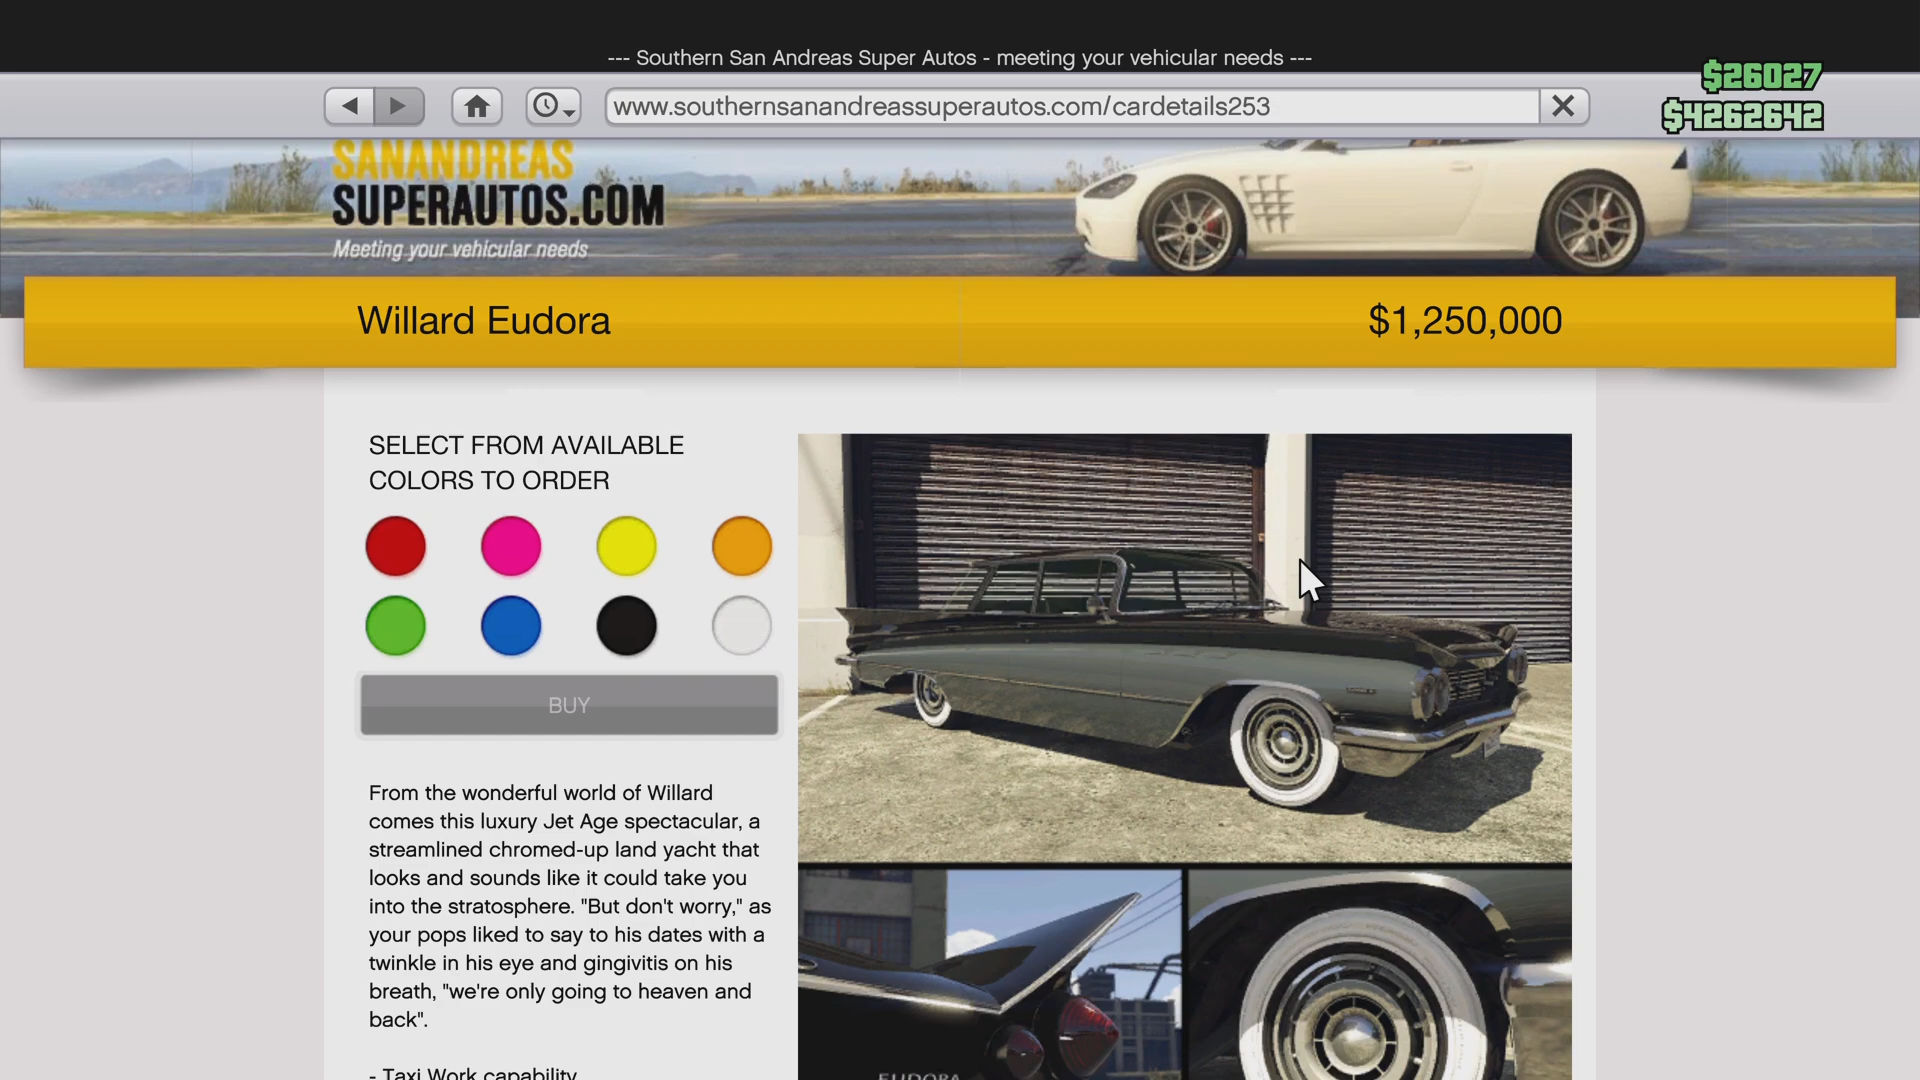 --- Southern San Andreas Super Autos - meeting your vehicular needs ---
$26027
www.southernsanandreassuperautos.com/cardetails253
$4262642
SANANDREAS
SUPERAUTOS.COM
Meeting your vehicular needs
Willard Eudora
$1,250,000
SELECT FROM AVAILABLE
COLORS TO ORDER
BUY
From the wonderful world of Willard
comes this luxury Jet Age spectacular, a
streamlined chromed-up land yacht that
looks and sounds like it could take you
into the stratosphere. "But don't worry," as
your pops liked to say to his dates with a
twinkle in his eye and gingivitis on his
breath, "we're only going to heaven and
back".
- Taxi Work capability
EUDORA